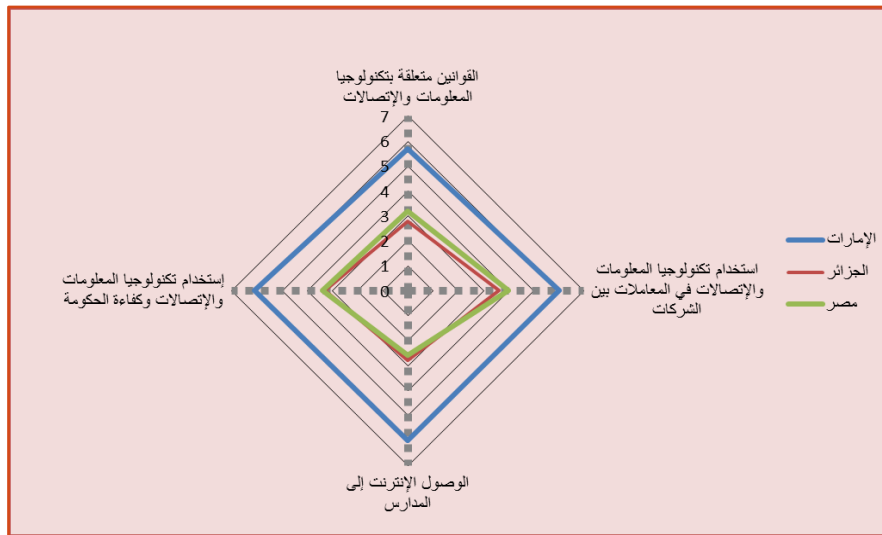 القوانين متعلقة بتكنولوجيا
المعلومات والإتصالات
7
6
5
4
3
2
1
0
استخدام تكنولوجيا المعلومات
والإتصالات في المعاملات بين
الشركات
الوصول الإنترنت إلى
المدارس
إستخدام تكنولوجيا المعلومات
والإتصالات وكفاءة الحكومة
الإمارات
الجزائر
مصر